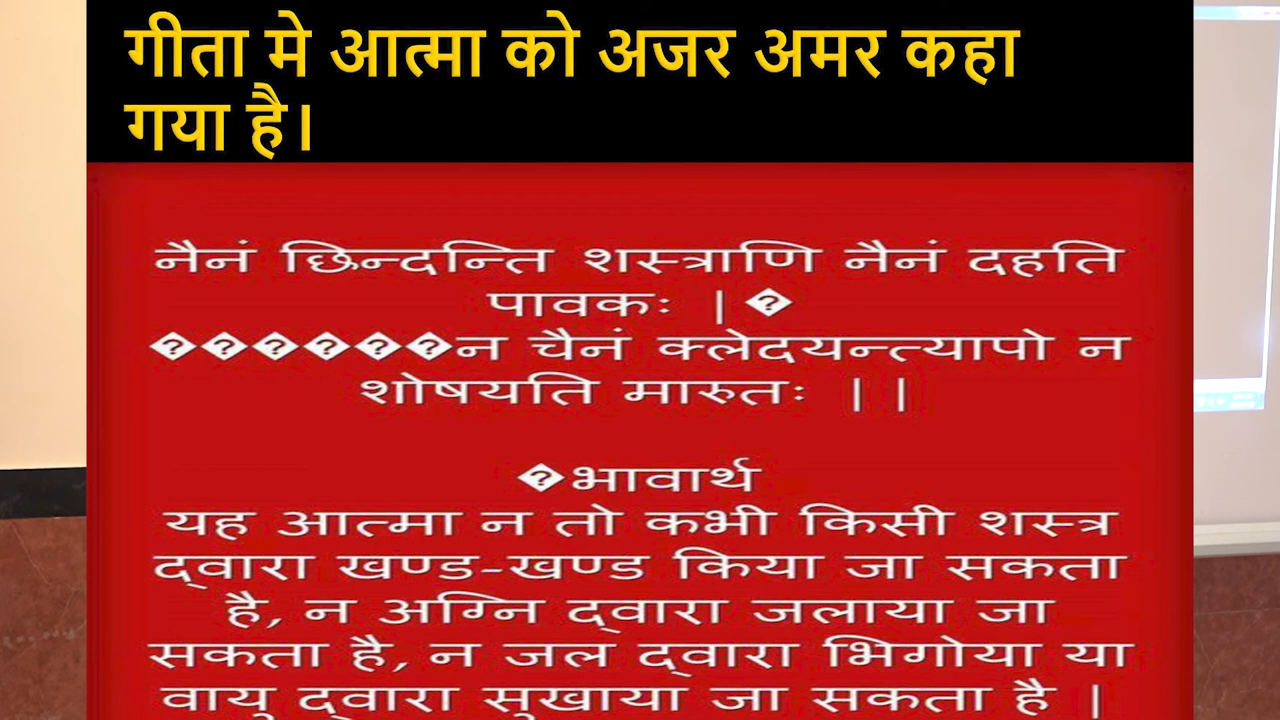 गीता मे आत्मा को अजर अमर कहा
गया है।
नैनं छिन्दन्ति शस्त्राणि नैनं दहति
पावकः |�
������न चैनं क्लेदयन्त्यापो न
शोषयति मारुतः ||
�भावार्थ
यह आत्मा न तो कभी किसी शस्त्र
द्वारा खण्ड-खण्ड किया जा सकता
है, न अग्नि द्वारा जलाया जा
सकता है, न जल द्वारा भिगोया या
वायु द्वारा सुखाया जा सकता है |